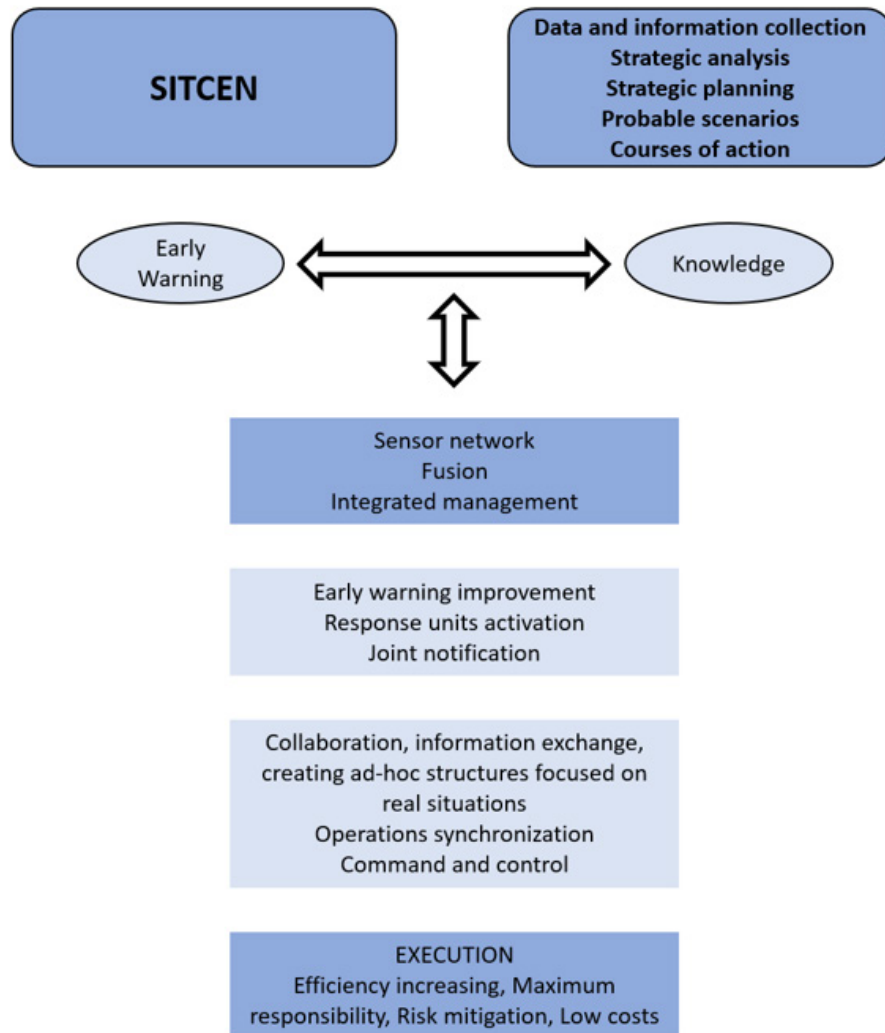 SITCEN
Data and information collection
Strategic analysis
Strategic planning
Probable scenarios
Courses of action
Early
Warning
Knowledge
Sensor network
Fusion
Integrated management
Early warning improvement
Response units activation
Joint notification
Collaboration, information exchange,
creating ad-hoc structures focused on
real situations
Operations synchronization
Command and control
EXECUTION
Efficiency increasing, Maximum
responsibility, Risk mitigation, Low costs